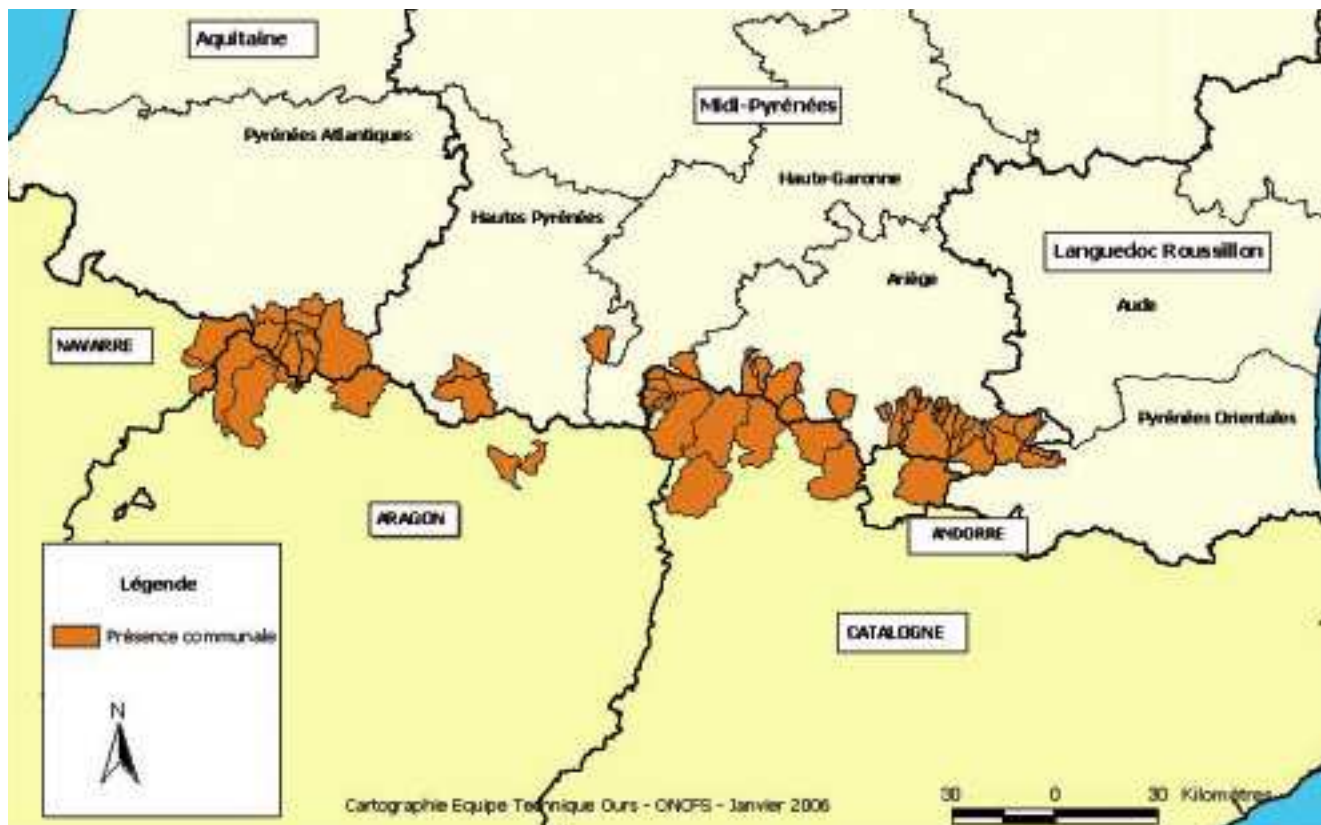 Aquitaine
Midi-Pyrénées
Pyrénées Atlantiques
Haute-Garonne
Hautes Pyrénées
Languedoc Roussillon
Ariège
Aude
NAVARRE
Pyrénées Orientales
ARAGON
ANDORRE
Légende
Présence communale
CATALOGNE
N
Cartographie Equipe Technique Ours - ONCFS - Janvier 2006
30 0 30 Kilomètres